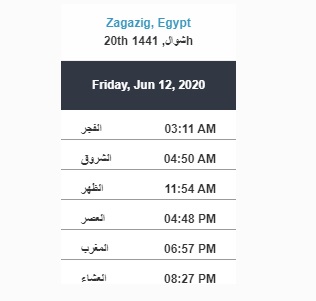 Zagazig, Egypt
20th شوال, 1441h
Friday, Jun 12, 2020
الفجر 03:11 AM
الشروق 04:50 AM
الظهر 11:54 AM
العصر 04:48 PM
المغرب 06:57 PM
العشاء 08:27 PM